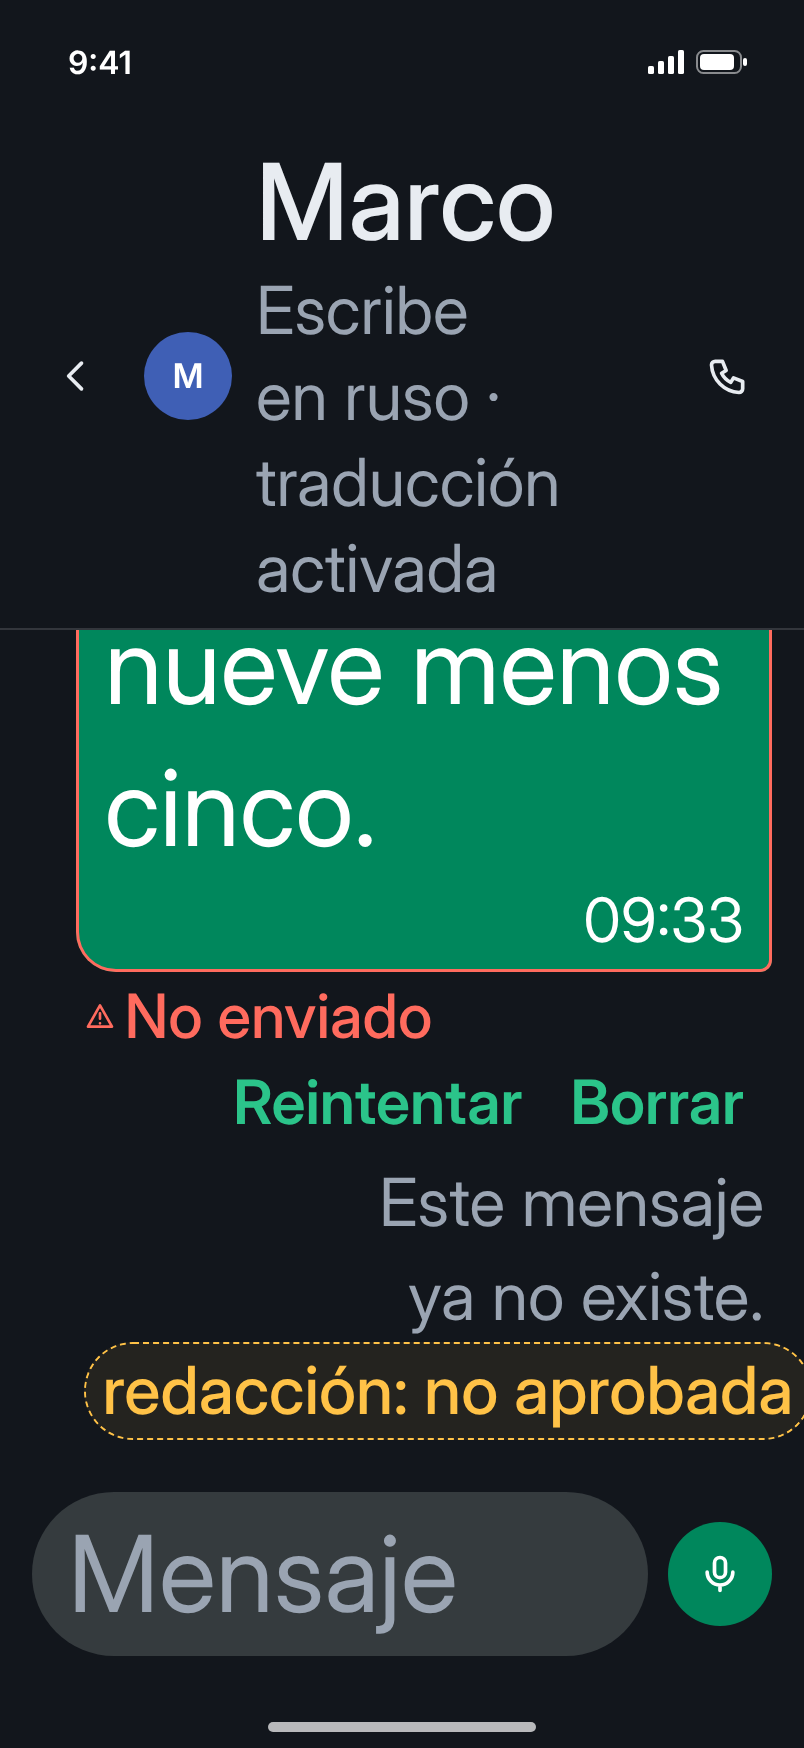 9:41
Marco
Escribe
en ruso ·
traducción
activada
M
nueve menos
cinco.
09:33
No enviado
Reintentar Borrar
Este mensaje
ya no existe.
redacción: no aprobada
Mensaje